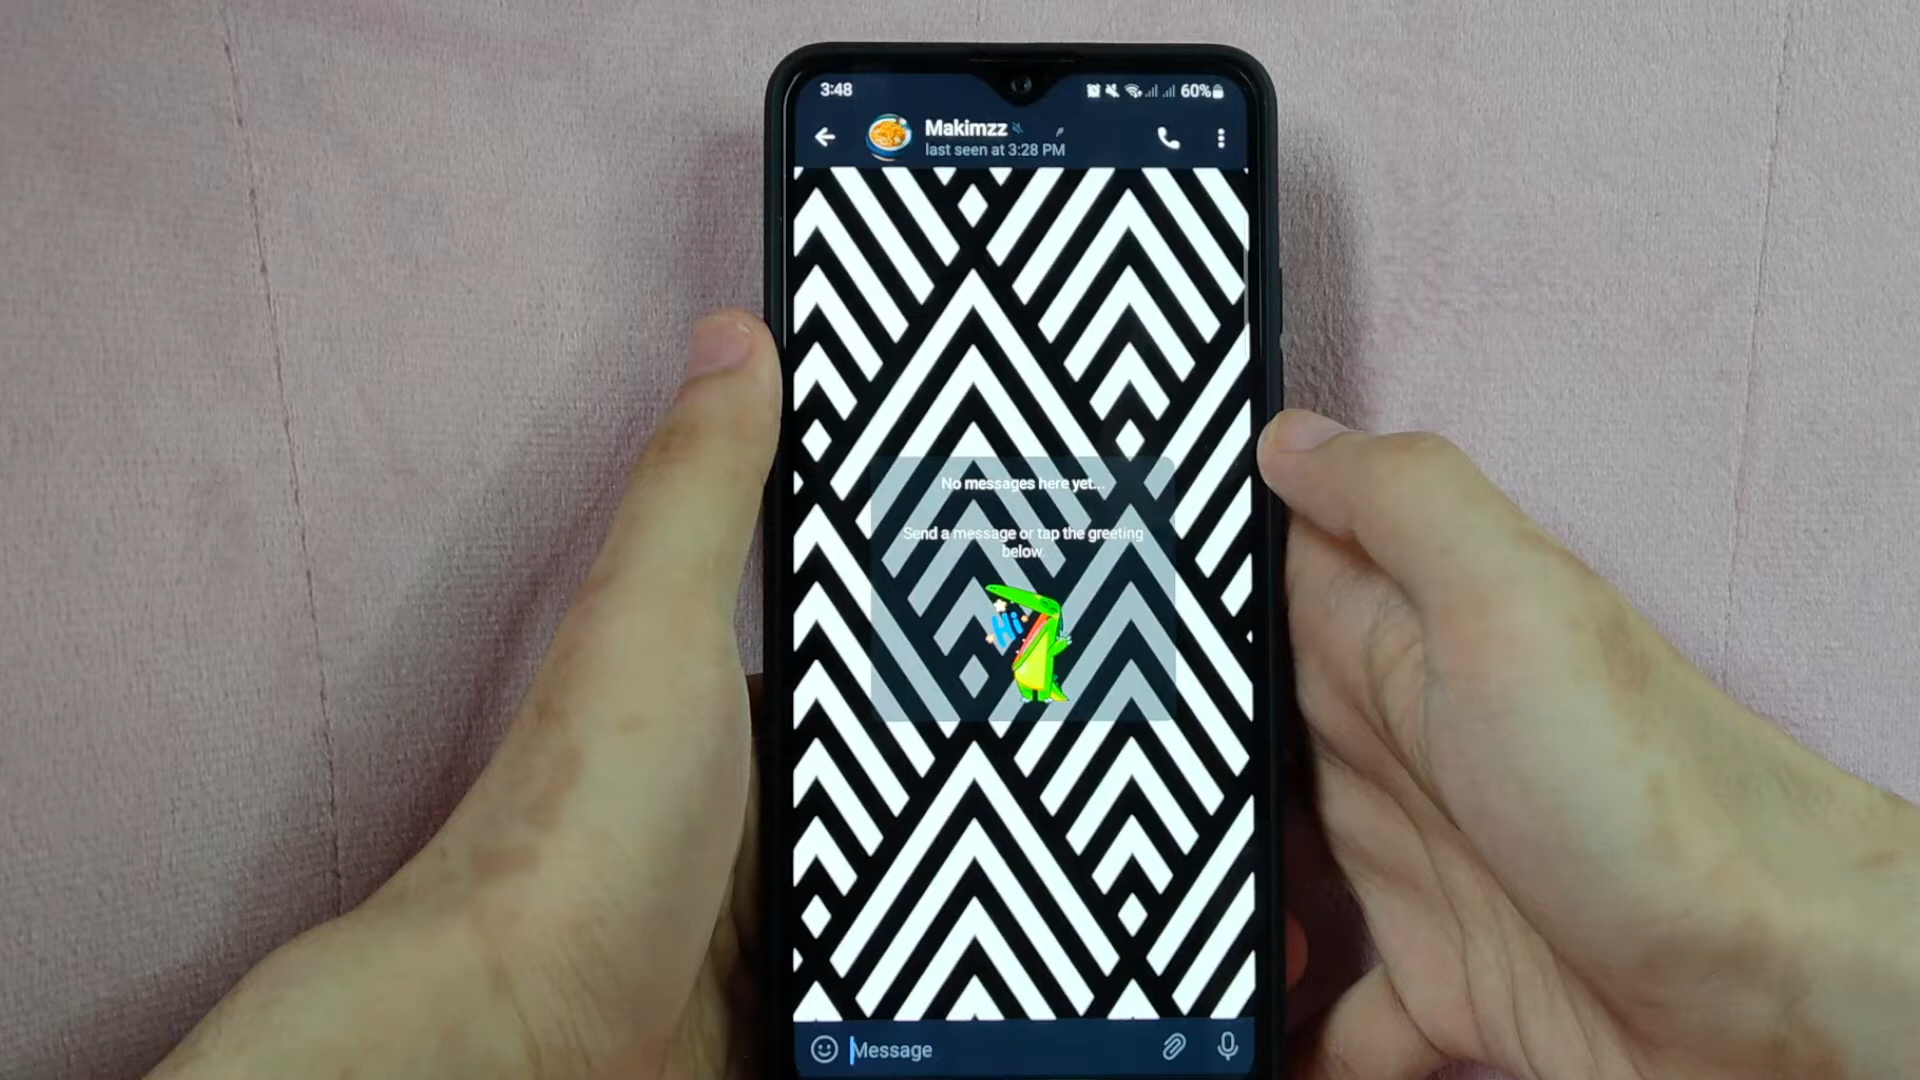 3:48
60%
Makimzz
last seen at 3:28 PM
No messages here yet...
Send a message or tap the greeting
below.
Hi
Message